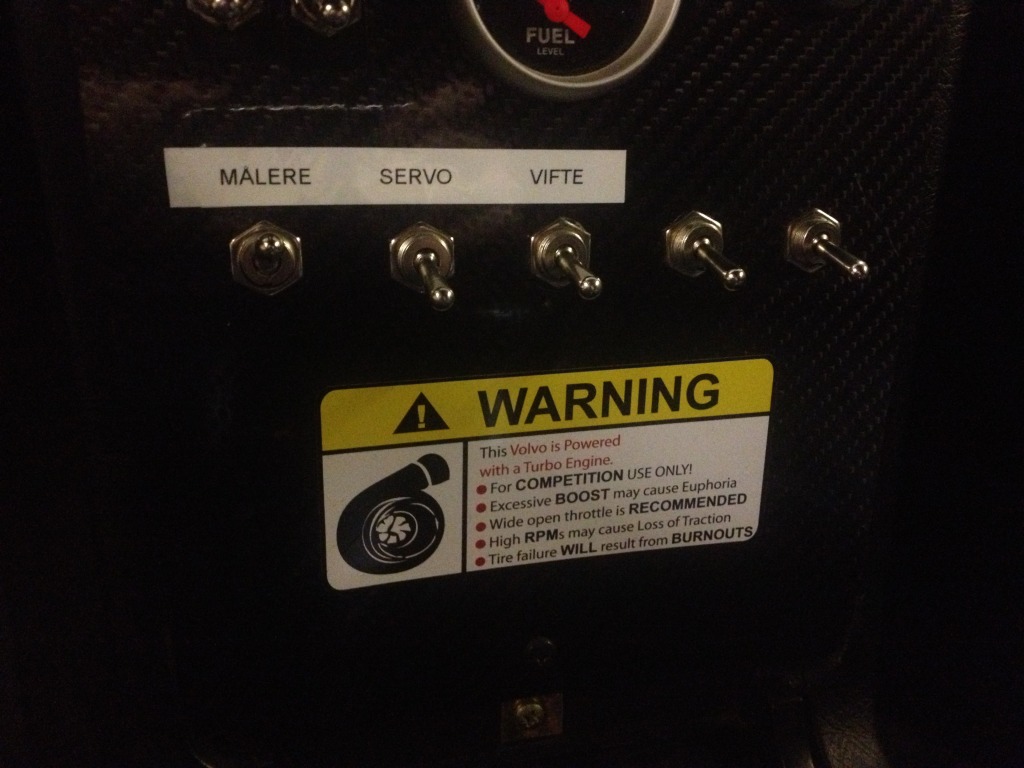 FUEL
LEVEL
MÅLERE SERVO VIFTE
WARNING
This Volvo is Powered
with a Turbo Engine.
• For COMPETITION USE ONLY!
• Excessive BOOST may cause Euphoria
• Wide open throttle is RECOMMENDED
• High RPMs may cause Loss of Traction
• Tire failure WILL result from BURNOUTS